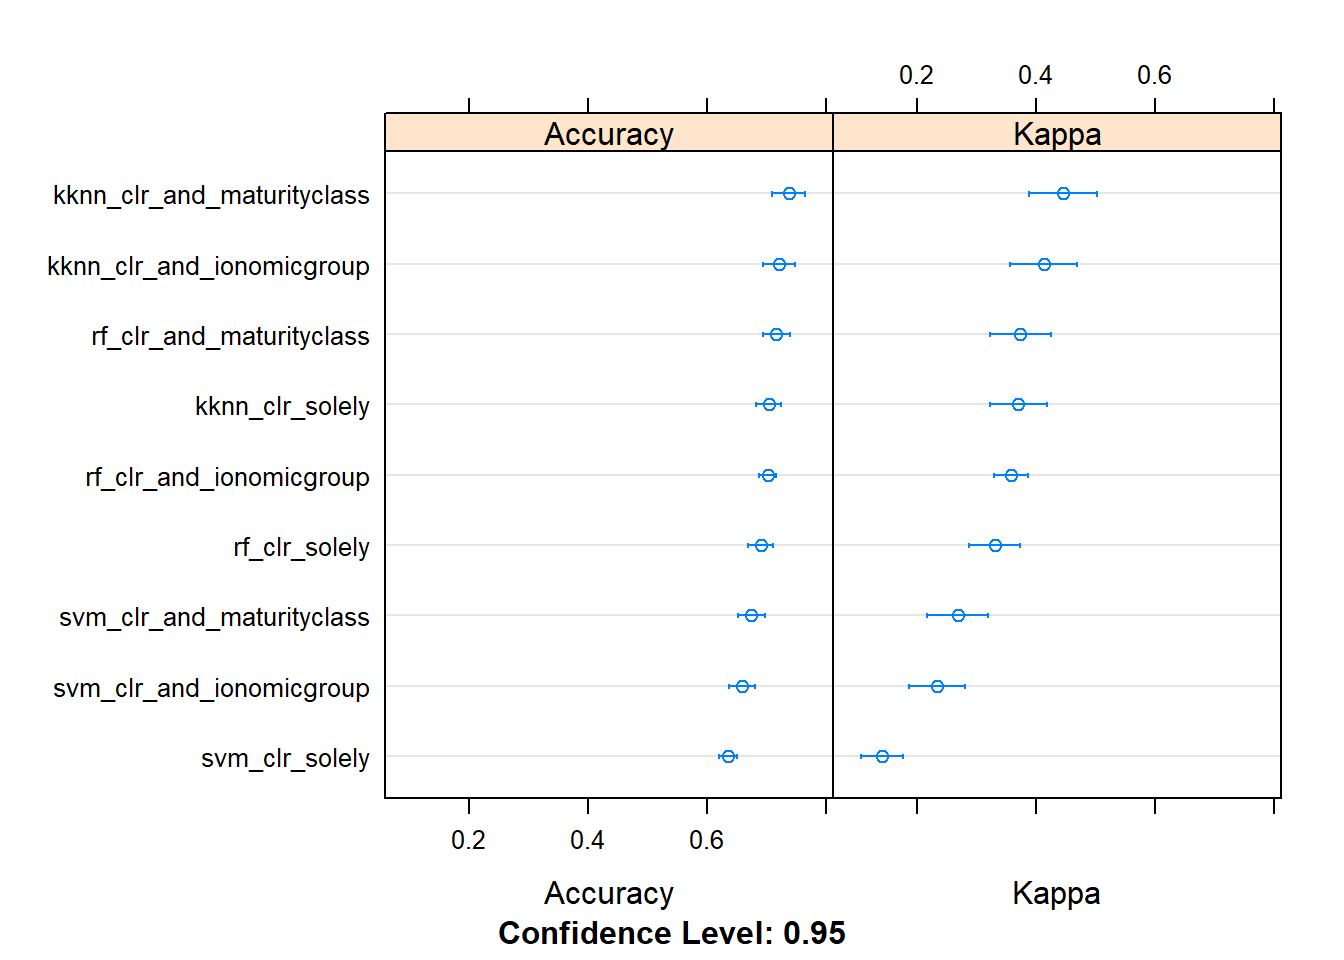 0.2 0.4 0.6
Accuracy Kappa
kknn_clr_and_maturityclass
kknn_clr_and_ionomicgroup
rf_clr_and_maturityclass
kknn_clr_solely
rf_clr_and_ionomicgroup
rf_clr_solely
svm_clr_and_maturityclass
svm_clr_and_ionomicgroup
svm_clr_solely
0.2 0.4 0.6
Accuracy Kappa
Confidence Level: 0.95